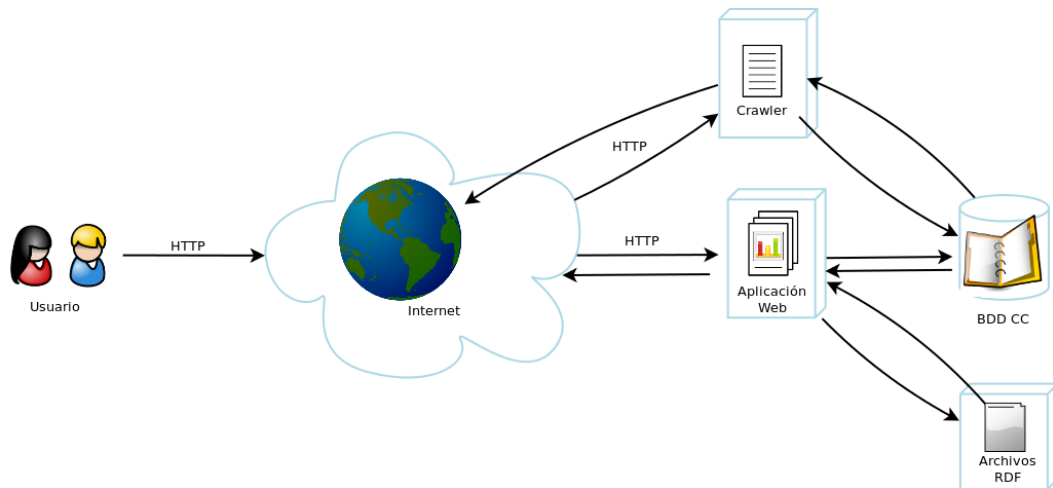 Crawler
HTTP
HTTP
HTTP
Usuario
Internet
Aplicación
Web
BDD CC
Archivos
RDF